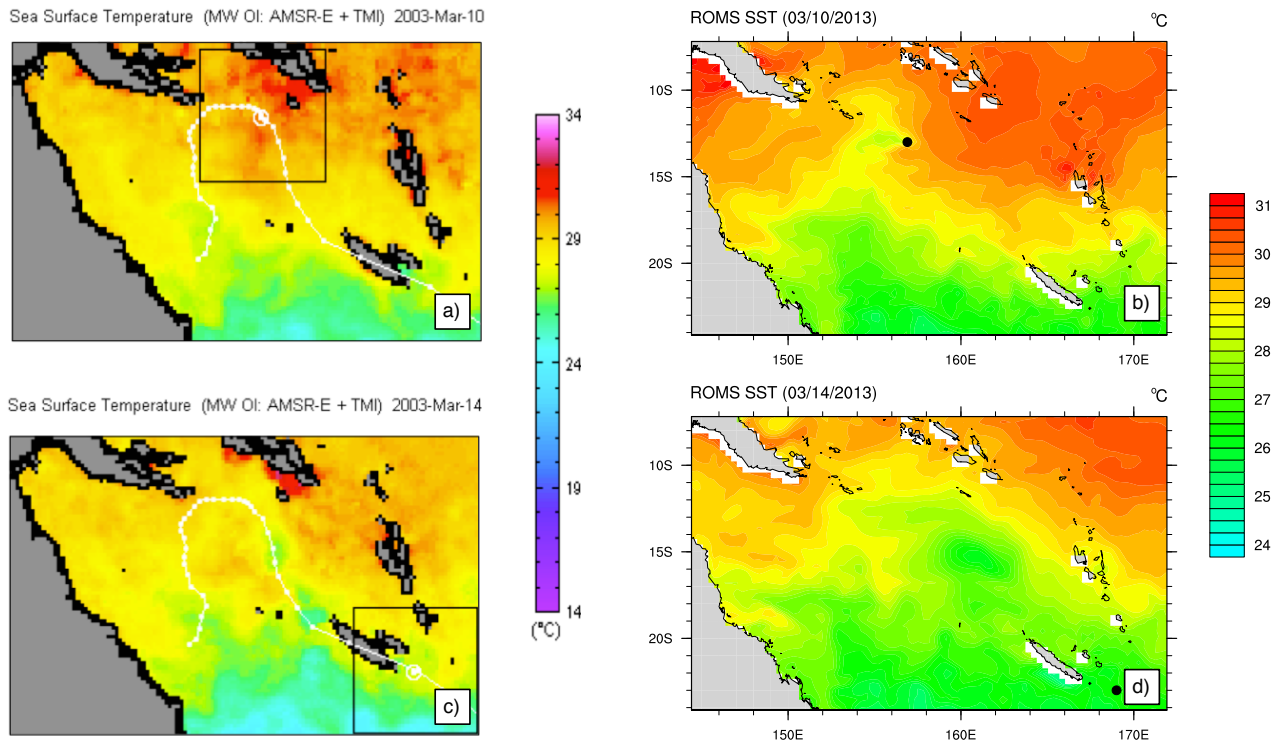 Sea Surface Temperature (MW OI: AMSR-E + TMI) 2003-Mar-10
a)
ROMS SST (03/10/2013)
°C
10S
15S
20S
150E
160E
170E
b)
34
29
24
19
14
(°C)
31
30
29
28
27
26
25
24
Sea Surface Temperature (MW OI: AMSR-E + TMI) 2003-Mar-14
c)
ROMS SST (03/14/2013)
°C
10S
15S
20S
150E
160E
170E
d)